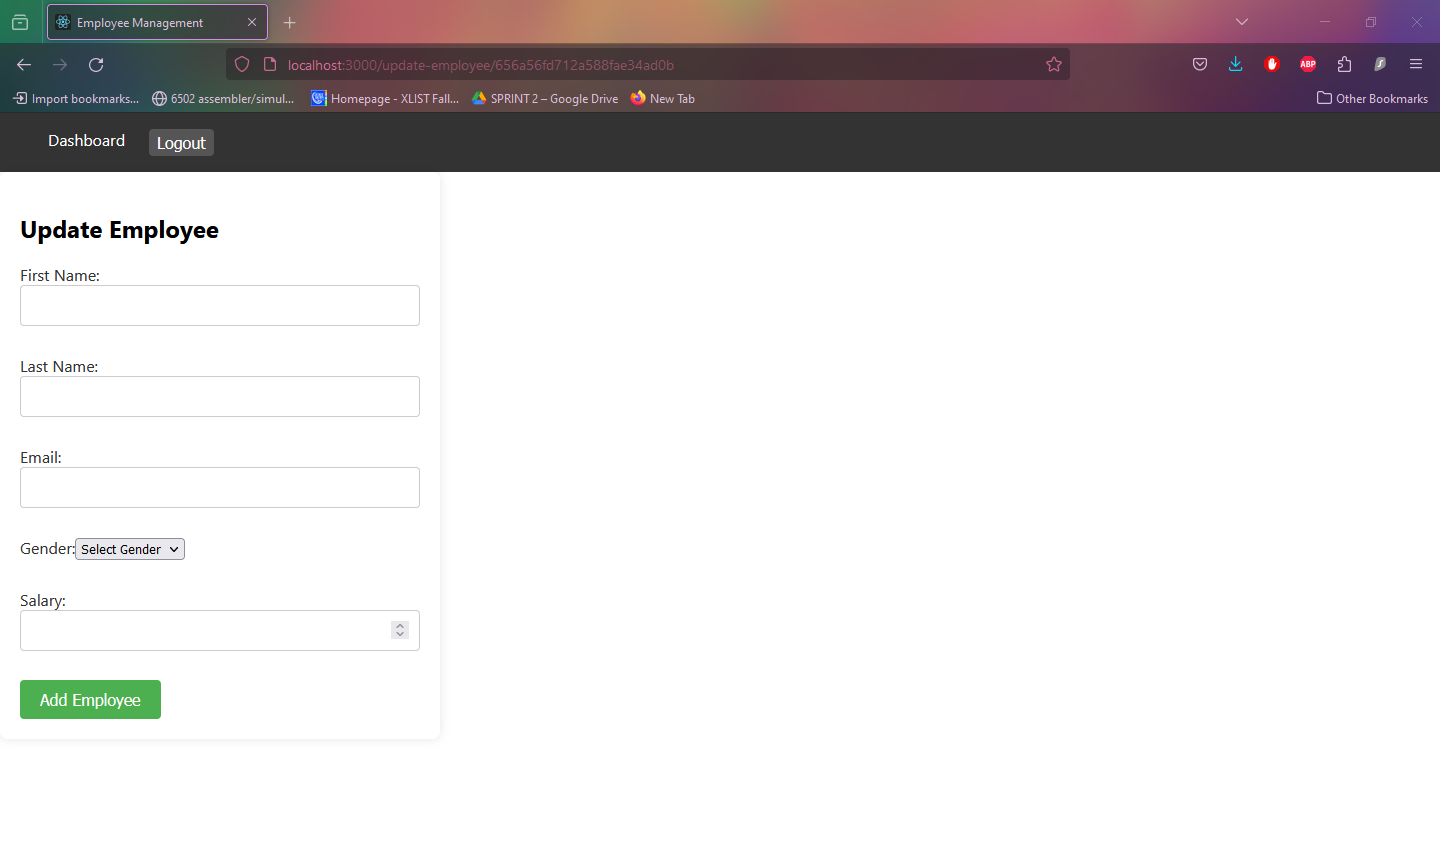 Employee Management
localhost:3000/update-employee/656a56fd712a588fae34ad0b
ABP
Import bookmarks... 6502 assembler/simul... Homepage - XLIST Fall... SPRINT 2 – Google Drive New Tab Other Bookmarks
Dashboard Logout
Update Employee
First Name:
Last Name:
Email:
Gender: Select Gender
Salary:
Add Employee